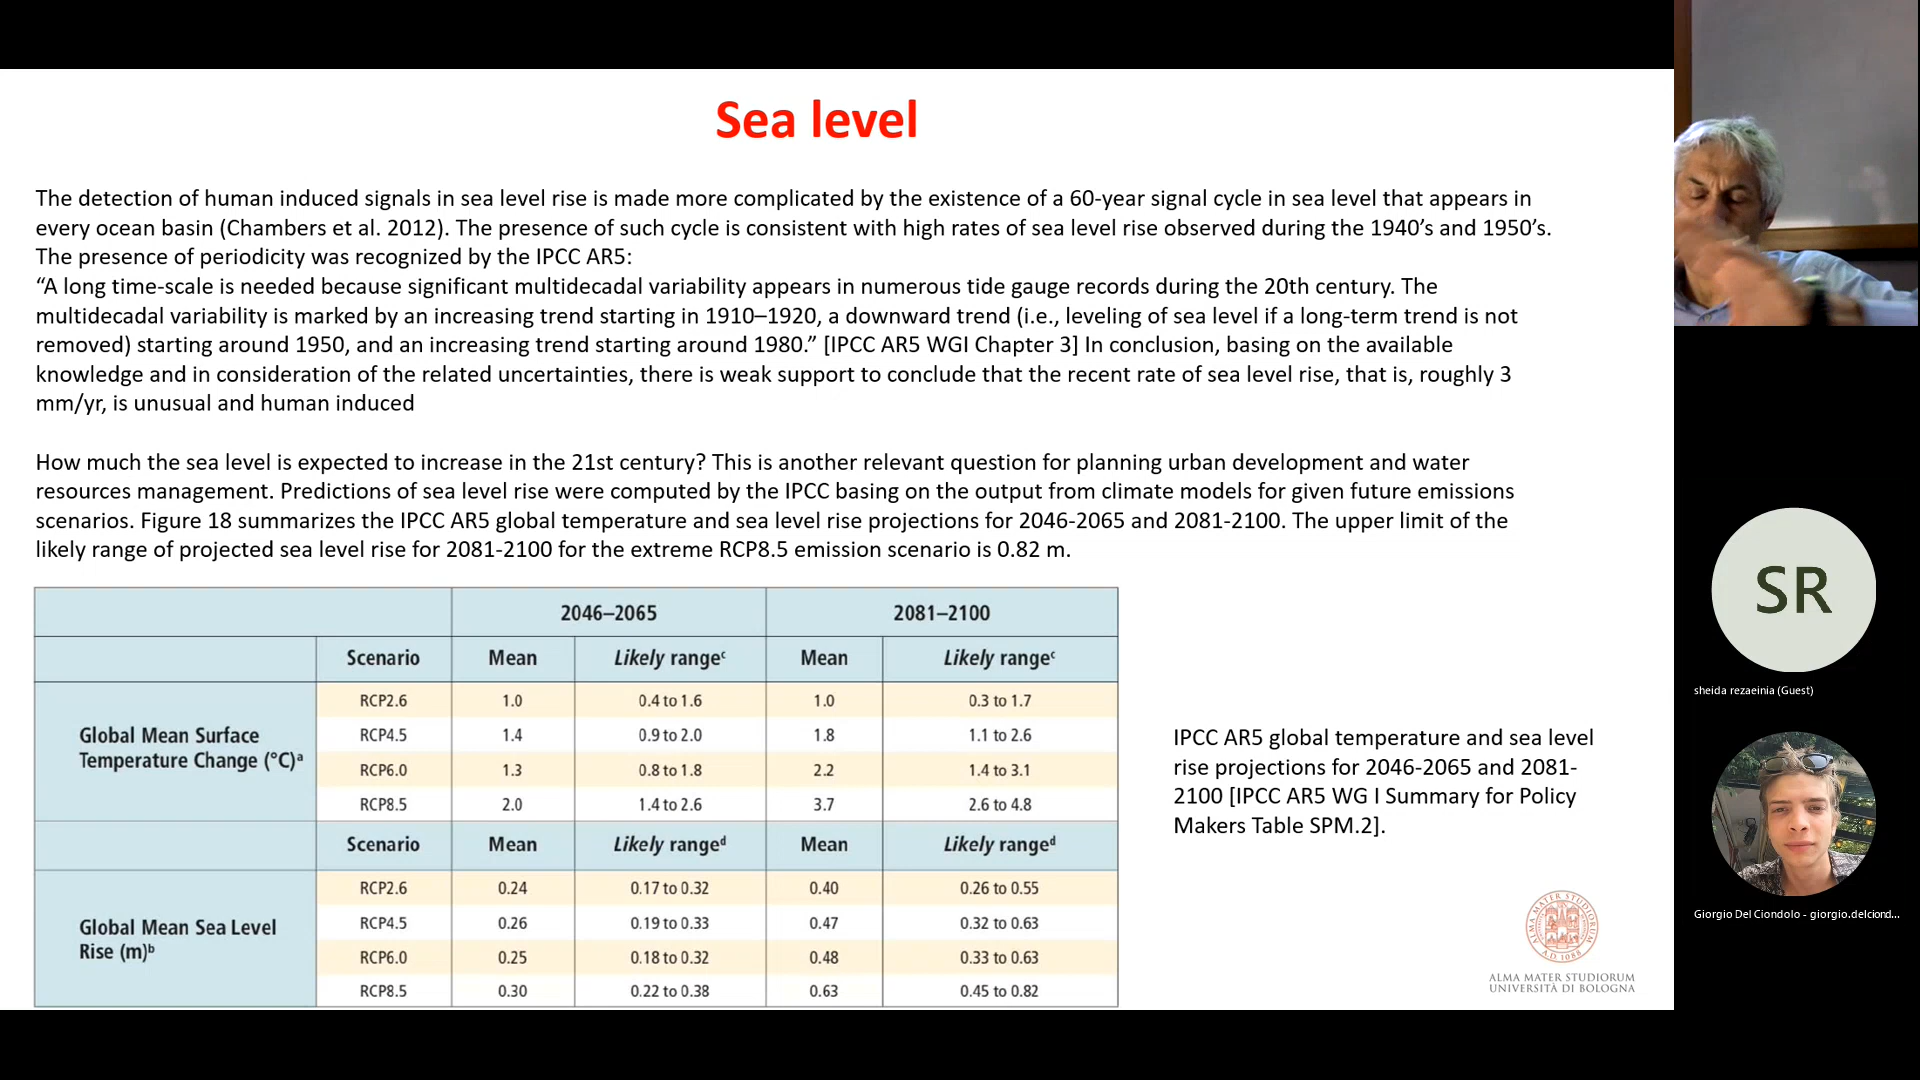 Sea level
The detection of human induced signals in sea level rise is made more complicated by the existence of a 60-year signal cycle in sea level that appears in
every ocean basin (Chambers et al. 2012). The presence of such cycle is consistent with high rates of sea level rise observed during the 1940’s and 1950’s.
The presence of periodicity was recognized by the IPCC AR5:
“A long time-scale is needed because significant multidecadal variability appears in numerous tide gauge records during the 20th century. The
multidecadal variability is marked by an increasing trend starting in 1910–1920, a downward trend (i.e., leveling of sea level if a long-term trend is not
removed) starting around 1950, and an increasing trend starting around 1980.” [IPCC AR5 WGI Chapter 3] In conclusion, basing on the available
knowledge and in consideration of the related uncertainties, there is weak support to conclude that the recent rate of sea level rise, that is, roughly 3
mm/yr, is unusual and human induced
How much the sea level is expected to increase in the 21st century? This is another relevant question for planning urban development and water
resources management. Predictions of sea level rise were computed by the IPCC basing on the output from climate models for given future emissions
scenarios. Figure 18 summarizes the IPCC AR5 global temperature and sea level rise projections for 2046-2065 and 2081-2100. The upper limit of the
likely range of projected sea level rise for 2081-2100 for the extreme RCP8.5 emission scenario is 0.82 m.
2046–2065 2081–2100
Scenario Mean Likely rangeᶜ Mean Likely rangeᶜ
Global Mean Surface
Temperature Change (°C)ᵃ
RCP2.6 1.0 0.4 to 1.6 1.0 0.3 to 1.7
RCP4.5 1.4 0.9 to 2.0 1.8 1.1 to 2.6
RCP6.0 1.3 0.8 to 1.8 2.2 1.4 to 3.1
RCP8.5 2.0 1.4 to 2.6 3.7 2.6 to 4.8
Scenario Mean Likely rangeᵈ Mean Likely rangeᵈ
Global Mean Sea Level
Rise (m)ᵇ
RCP2.6 0.24 0.17 to 0.32 0.40 0.26 to 0.55
RCP4.5 0.26 0.19 to 0.33 0.47 0.32 to 0.63
RCP6.0 0.25 0.18 to 0.32 0.48 0.33 to 0.63
RCP8.5 0.30 0.22 to 0.38 0.63 0.45 to 0.82
IPCC AR5 global temperature and sea level
rise projections for 2046-2065 and 2081-
2100 [IPCC AR5 WG I Summary for Policy
Makers Table SPM.2].
ALMA MATER STUDIORUM
A.D. 1088
ALMA MATER STUDIORUM
UNIVERSITÀ DI BOLOGNA
SR
sheida rezaeinia (Guest)
Giorgio Del Ciondolo - giorgio.delciond...